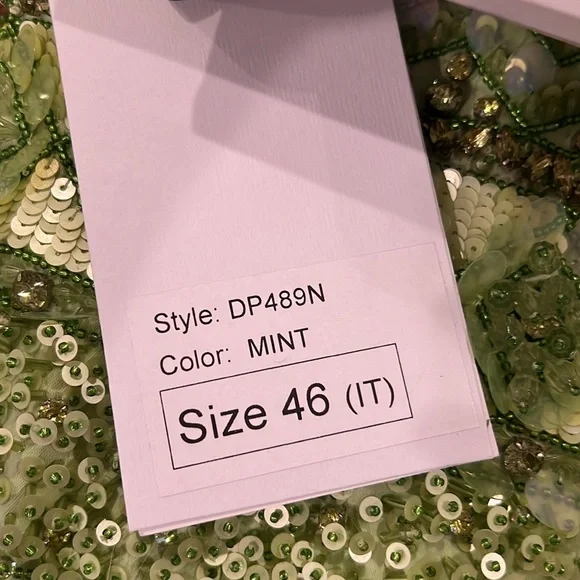 Style: DP489N
Color: MINT
Size 46 (IT)